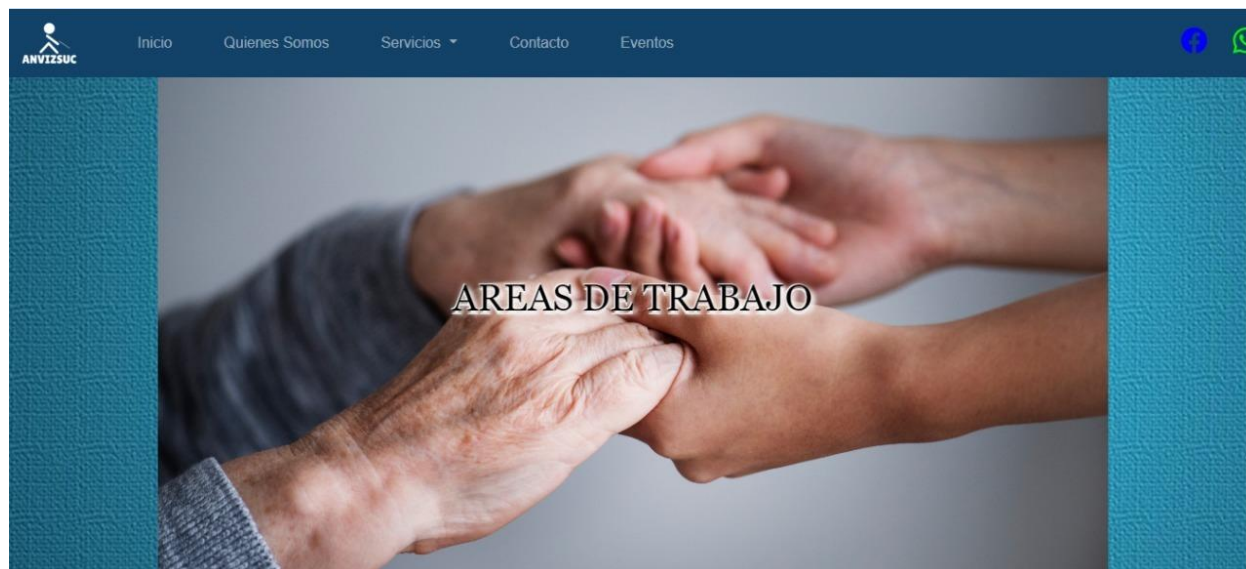 ANVIZSUC
Inicio Quienes Somos Servicios Contacto Eventos
AREAS DE TRABAJO